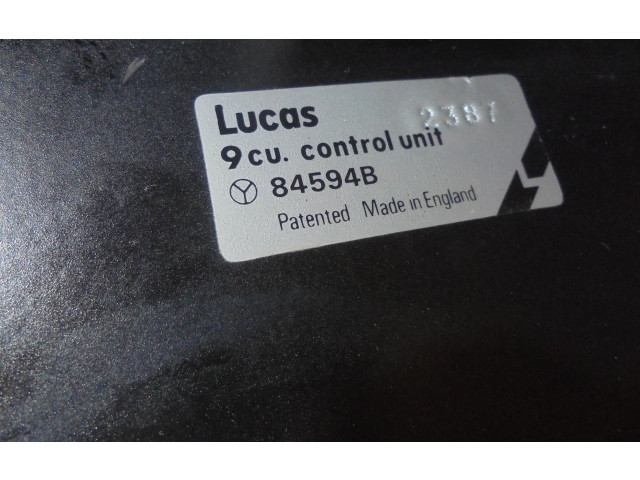 Lucas 2387
9 cu. control unit
84594B
Patented Made in England